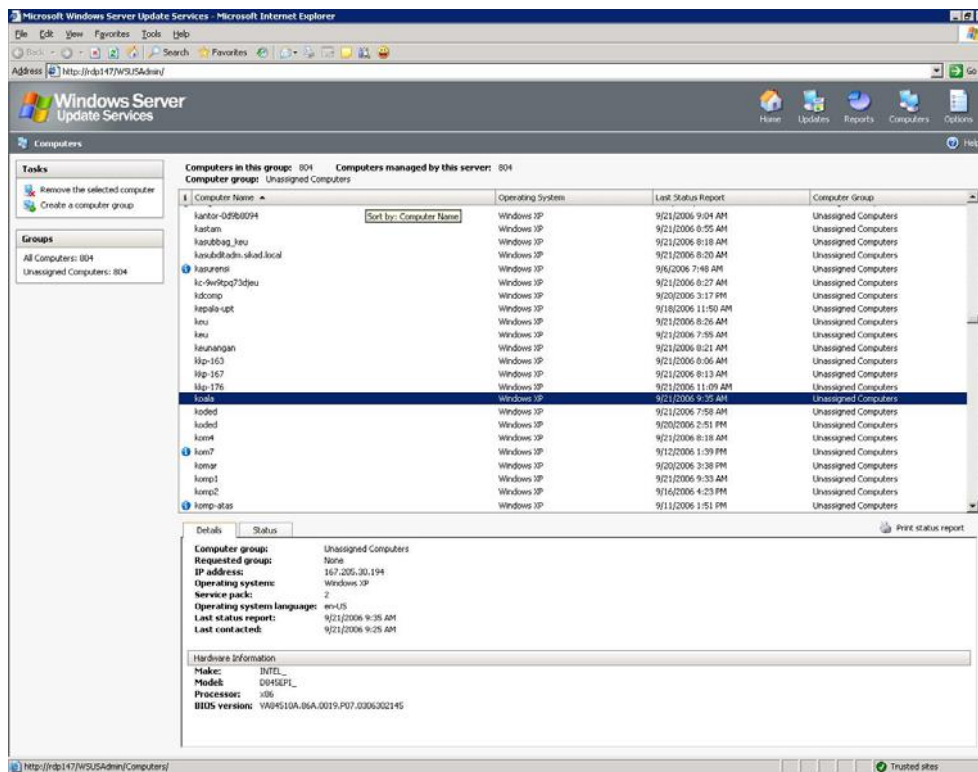 Microsoft Windows Server Update Services - Microsoft Internet Explorer
File Edit View Favorites Tools Help
Back Search Favorites
Address http://rdp147/WSUSAdmin/ Go
Windows Server
Update Services
Home Updates Reports Computers Options
Computers Help
Tasks
Remove the selected computer
Create a computer group
Groups
All Computers: 804
Unassigned Computers: 804
Computers in this group: 804 Computers managed by this server: 804
Computer group: Unassigned Computers
Computer Name Operating System Last Status Report Computer Group
Sort by: Computer Name
kantor-0d9b8094 Windows XP 9/21/2006 9:04 AM Unassigned Computers
kastam Windows XP 9/21/2006 8:55 AM Unassigned Computers
kasubbag_keu Windows XP 9/21/2006 8:18 AM Unassigned Computers
kasubditadm.sikad.local Windows XP 9/21/2006 8:20 AM Unassigned Computers
kasurensi Windows XP 9/6/2006 7:48 AM Unassigned Computers
kc-9wr9tpq73djeu Windows XP 9/21/2006 8:27 AM Unassigned Computers
kdcomp Windows XP 9/20/2006 3:17 PM Unassigned Computers
kepala-upt Windows XP 9/18/2006 11:50 AM Unassigned Computers
keu Windows XP 9/21/2006 8:26 AM Unassigned Computers
keu Windows XP 9/21/2006 7:55 AM Unassigned Computers
keunangan Windows XP 9/21/2006 8:21 AM Unassigned Computers
kkp-163 Windows XP 9/21/2006 8:06 AM Unassigned Computers
kkp-167 Windows XP 9/21/2006 8:13 AM Unassigned Computers
kkp-176 Windows XP 9/21/2006 11:09 AM Unassigned Computers
koala Windows XP 9/21/2006 9:35 AM Unassigned Computers
koded Windows XP 9/21/2006 7:58 AM Unassigned Computers
koded Windows XP 9/20/2006 2:51 PM Unassigned Computers
kom4 Windows XP 9/21/2006 8:18 AM Unassigned Computers
kom7 Windows XP 9/12/2006 1:39 PM Unassigned Computers
komar Windows XP 9/20/2006 3:38 PM Unassigned Computers
komp1 Windows XP 9/21/2006 9:33 AM Unassigned Computers
komp2 Windows XP 9/16/2006 4:23 PM Unassigned Computers
komp-atas Windows XP 9/11/2006 1:51 PM Unassigned Computers
Details Status Print status report
Computer group: Unassigned Computers
Requested group: None
IP address: 167.205.30.194
Operating system: Windows XP
Service pack: 2
Operating system language: en-US
Last status report: 9/21/2006 9:35 AM
Last contacted: 9/21/2006 9:25 AM
Hardware Information
Make: INTEL_
Model: D845EPI_
Processor: x86
BIOS version: VA84510A.86A.0019.P07.0306302145
http://rdp147/WSUSAdmin/Computers/ Trusted sites